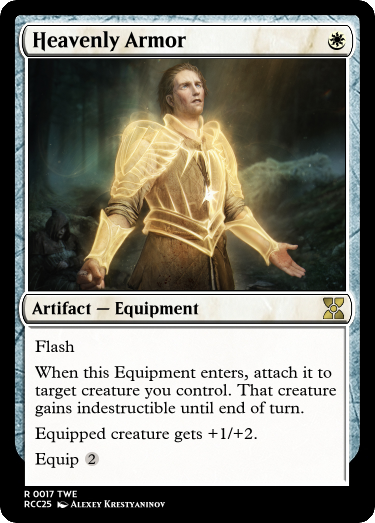 Heavenly Armor
Artifact — Equipment
Flash
When this Equipment enters, attach it to
target creature you control. That creature
gains indestructible until end of turn.
Equipped creature gets +1/+2.
Equip 2
R 0017 TWE
RCC25 Alexey Krestyaninov